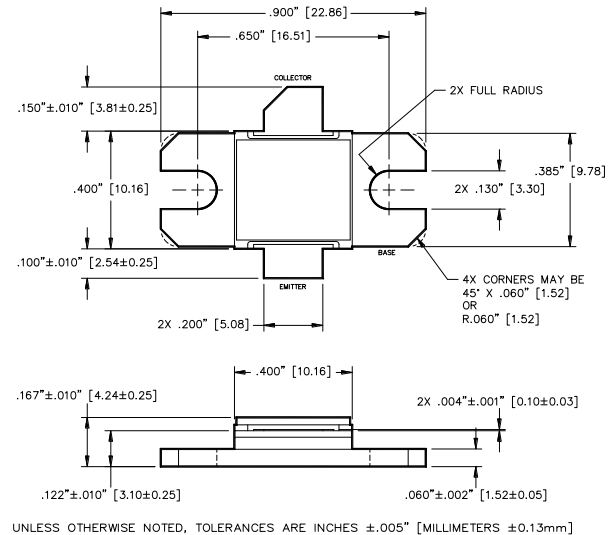 .900" [22.86]
.650" [16.51]
COLLECTOR
2X FULL RADIUS
.150"±.010" [3.81±0.25]
.385" [9.78]
.400" [10.16]
2X .130" [3.30]
BASE
.100"±.010" [2.54±0.25]
EMITTER
4X CORNERS MAY BE
45° X .060" [1.52]
OR
R.060" [1.52]
2X .200" [5.08]
.400" [10.16]
.167"±.010" [4.24±0.25]
2X .004"±.001" [0.10±0.03]
.122"±.010" [3.10±0.25]
.060"±.002" [1.52±0.05]
UNLESS OTHERWISE NOTED, TOLERANCES ARE INCHES ±.005" [MILLIMETERS ±0.13mm]